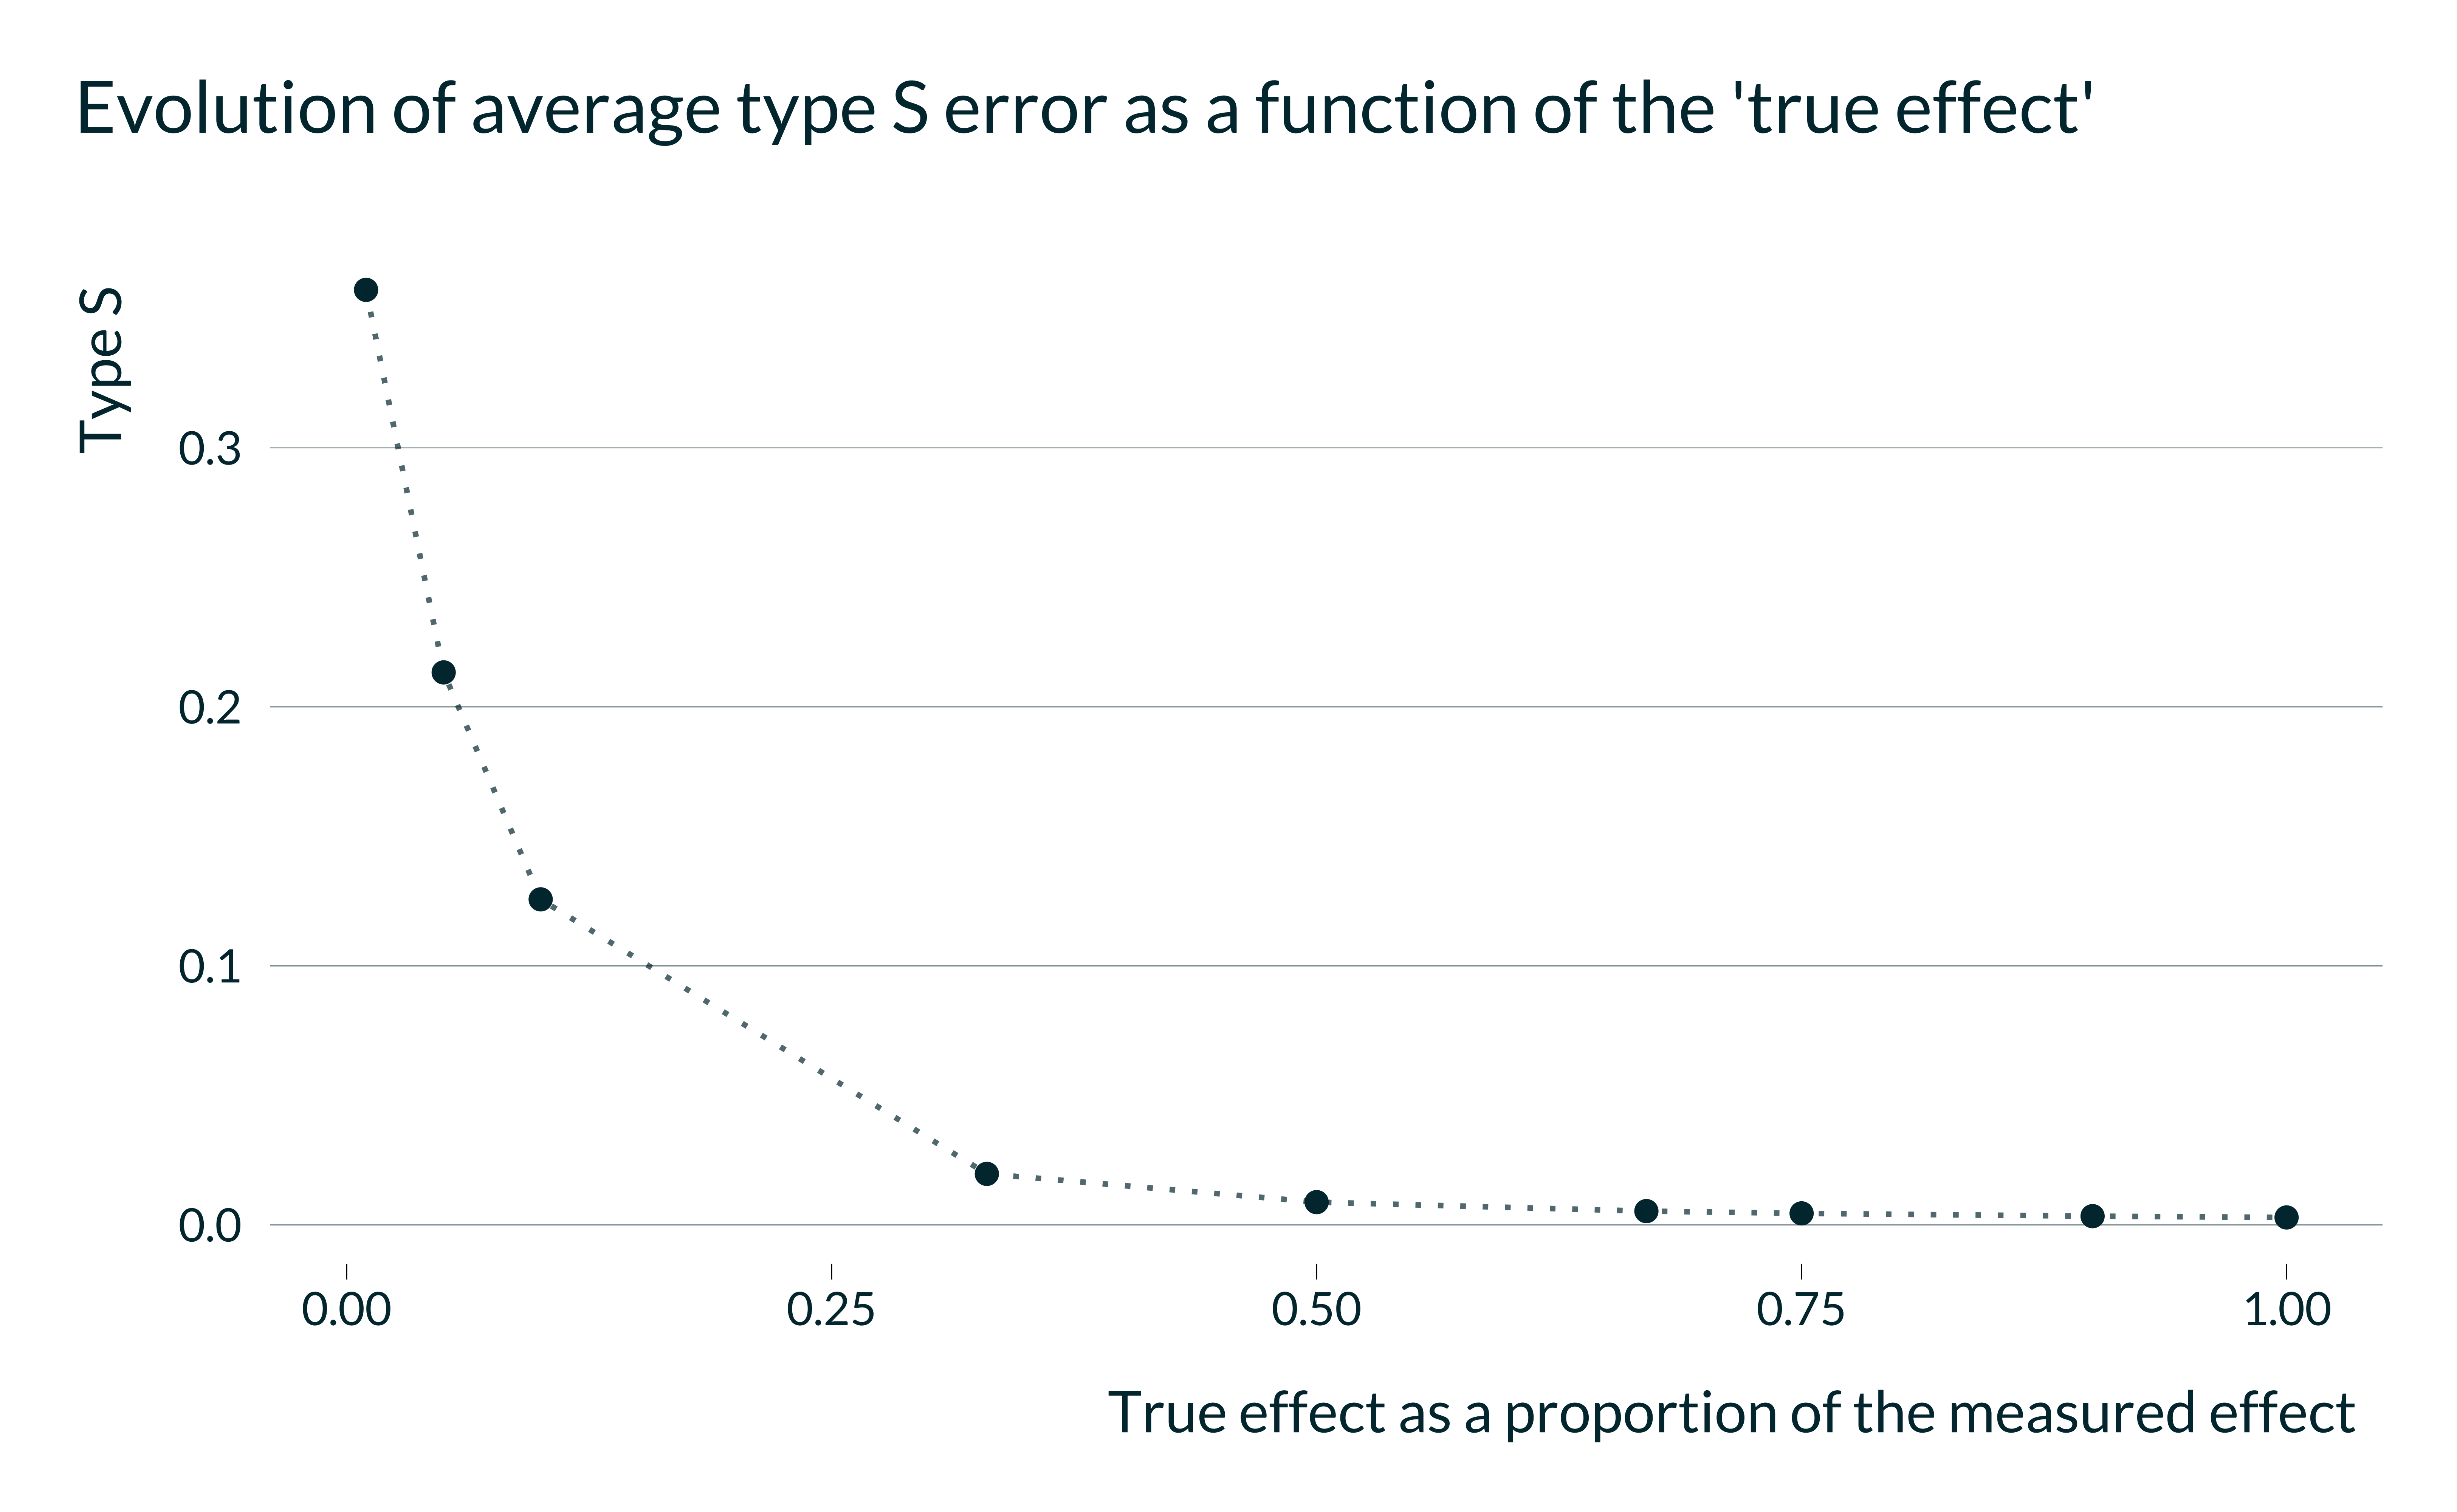 Evolution of average type S error as a function of the 'true effect'
Type S
0.3
0.2
0.1
0.0
0.00 0.25 0.50 0.75 1.00
True effect as a proportion of the measured effect